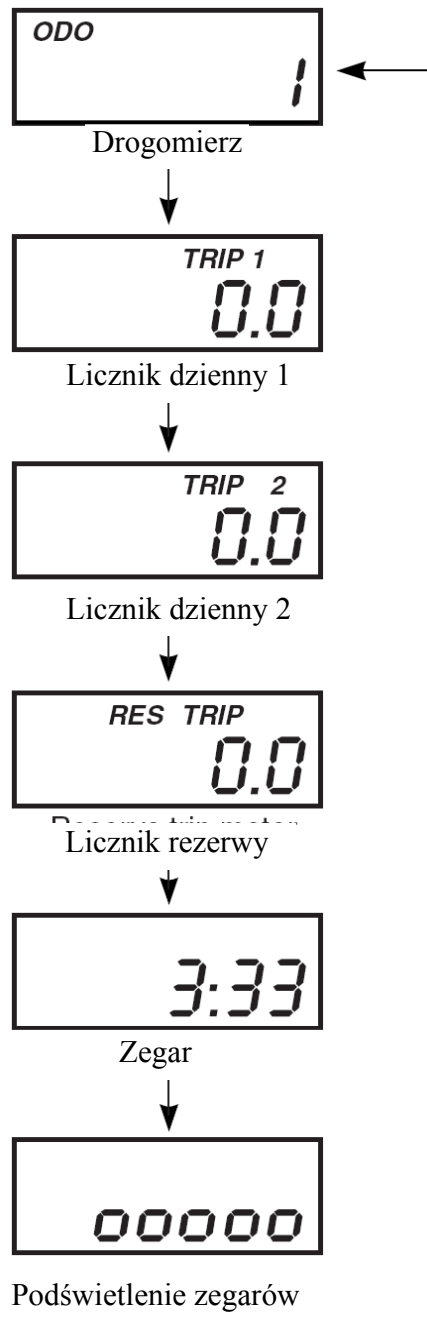 ODO
1
Drogomierz
TRIP 1
0.0
Licznik dzienny 1
TRIP 2
0.0
Licznik dzienny 2
RES TRIP
0.0
Licznik rezerwy
3:33
Zegar
ooooo
Podświetlenie zegarów